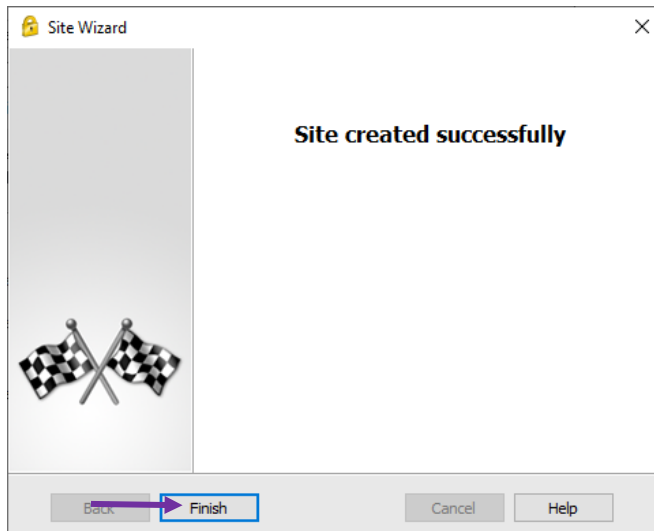 Site Wizard
Site created successfully
Back
Finish
Cancel
Help